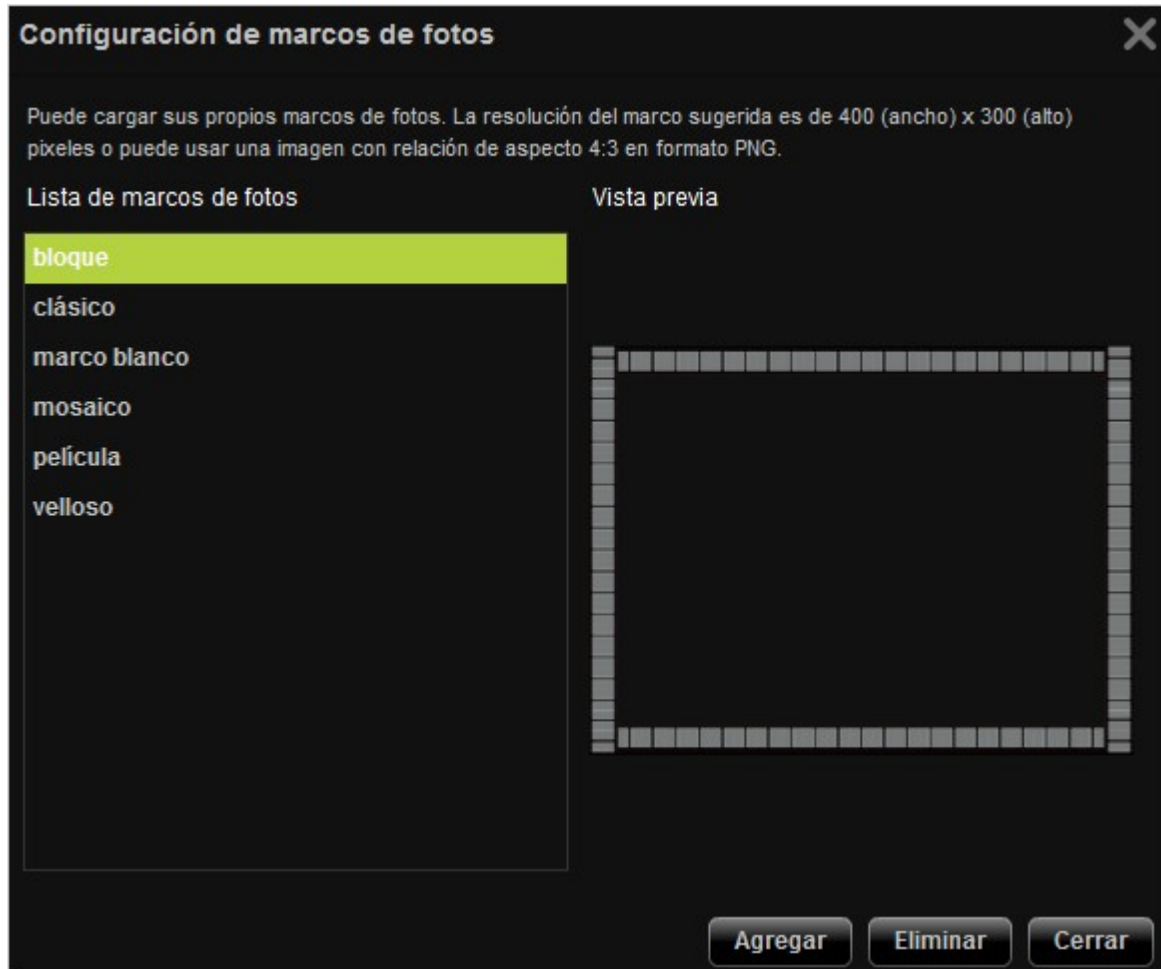 Configuración de marcos de fotos
Puede cargar sus propios marcos de fotos. La resolución del marco sugerida es de 400 (ancho) x 300 (alto)
pixeles o puede usar una imagen con relación de aspecto 4:3 en formato PNG.
Lista de marcos de fotos
Vista previa
bloque
clásico
marco blanco
mosaico
película
velloso
Agregar
Eliminar
Cerrar